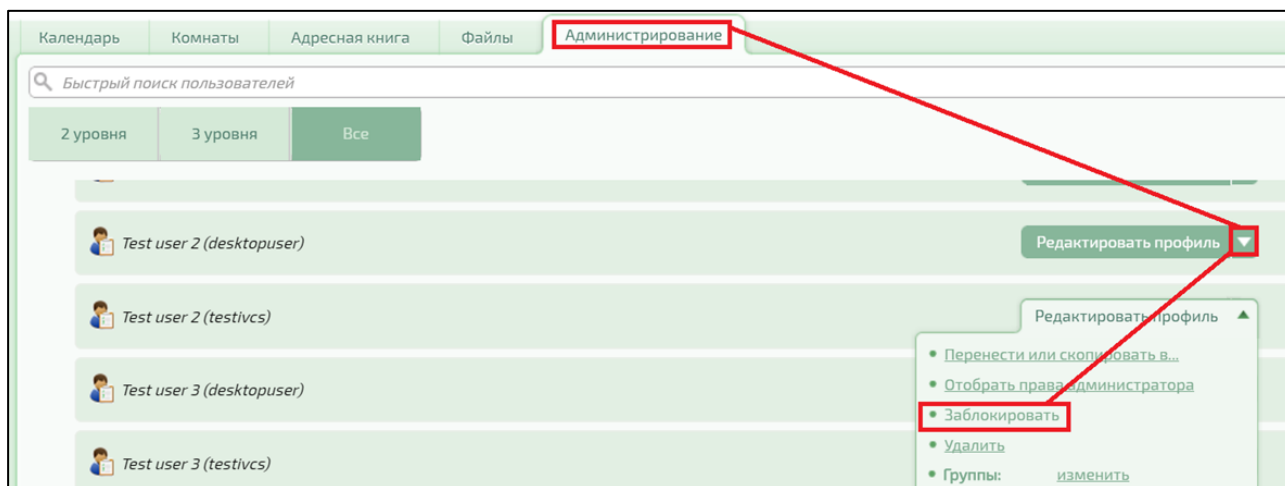 Календарь Комнаты Адресная книга Файлы Администрирование
Быстрый поиск пользователей
2 уровня 3 уровня Все
Test user 2 (desktopuser) Редактировать профиль
Test user 2 (testivcs) Редактировать профиль
Перенести или скопировать в...
Test user 3 (desktopuser) Отобрать права администратора
Заблокировать
Удалить
Test user 3 (testivcs)
Группы: изменить